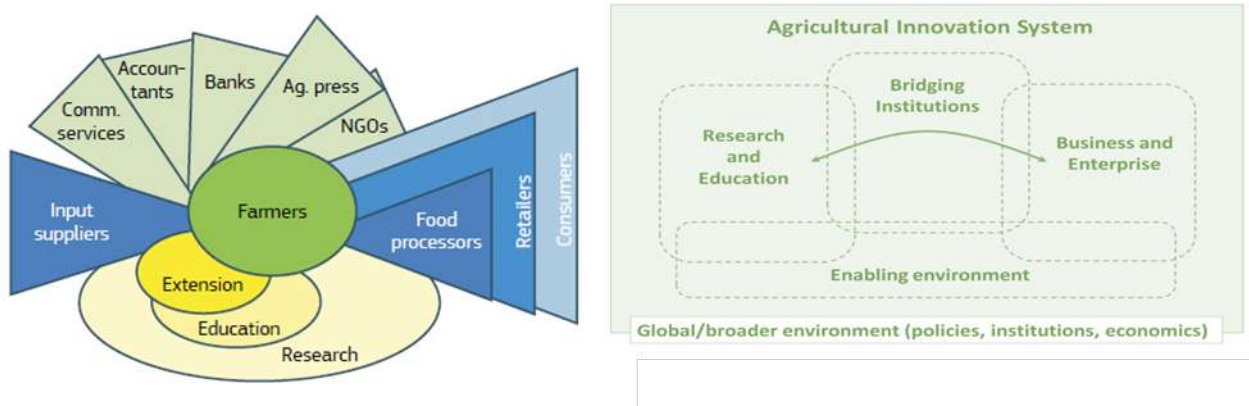 Comm.
services
Accoun-
tants
Banks
Ag. press
NGOs
Input
suppliers
Farmers
Food
processors
Retailers
Consumers
Extension
Education
Research
Agricultural Innovation System
Bridging
Institutions
Research
and
Education
Business and
Enterprise
Enabling environment
Global/broader environment (policies, institutions, economics)